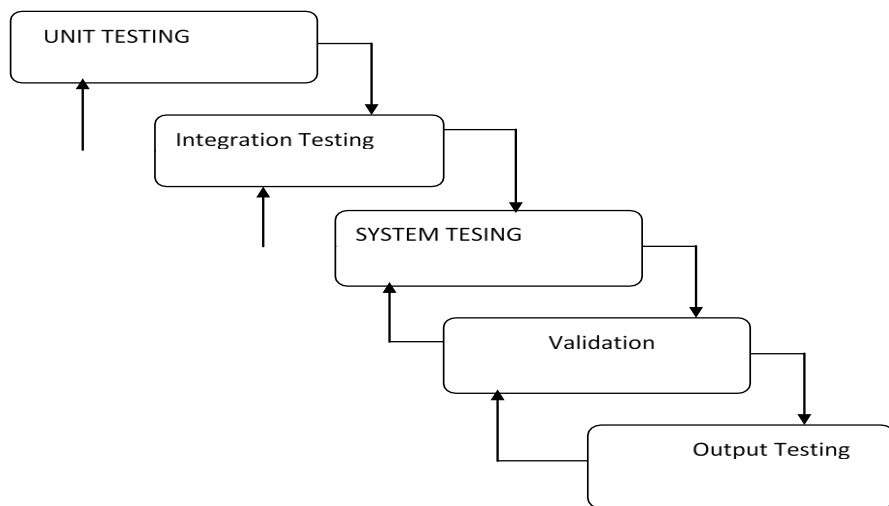 UNIT TESTING
Integration Testing
SYSTEM TESING
Validation
Output Testing